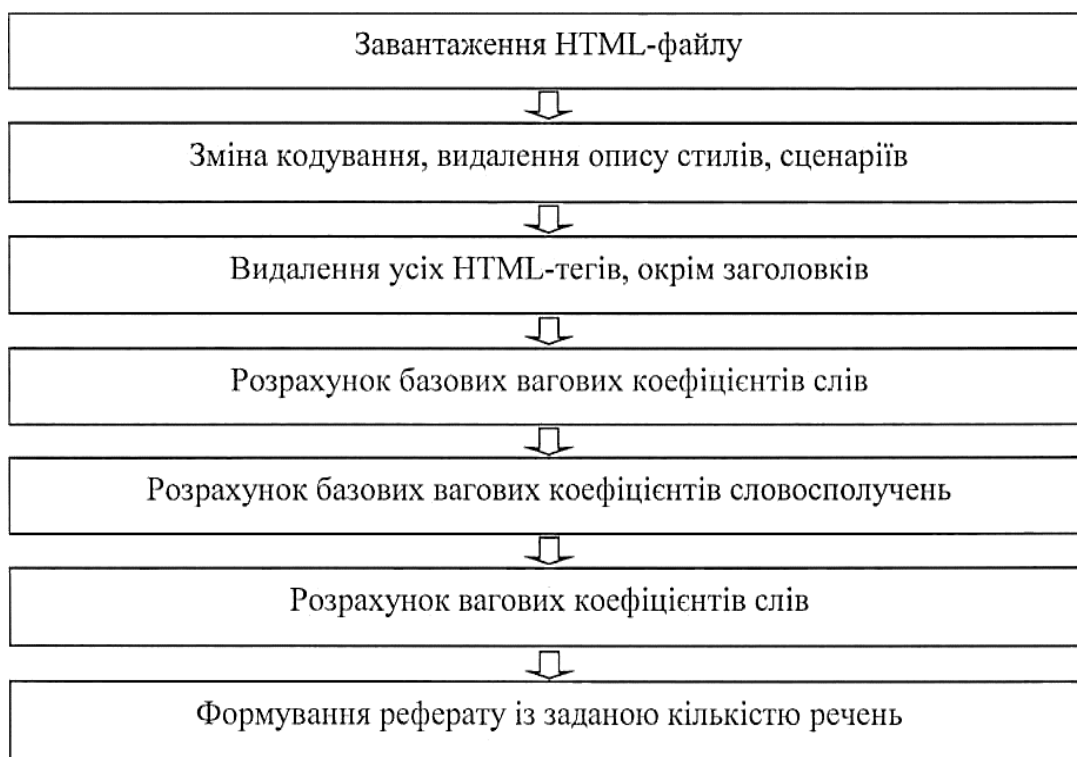 Завантаження HTML-файлу
Зміна кодування, видалення опису стилів, сценаріїв
Видалення усіх HTML-тегів, окрім заголовків
Розрахунок базових вагових коефіцієнтів слів
Розрахунок базових вагових коефіцієнтів словосполучень
Розрахунок вагових коефіцієнтів слів
Формування реферату із заданою кількістю речень